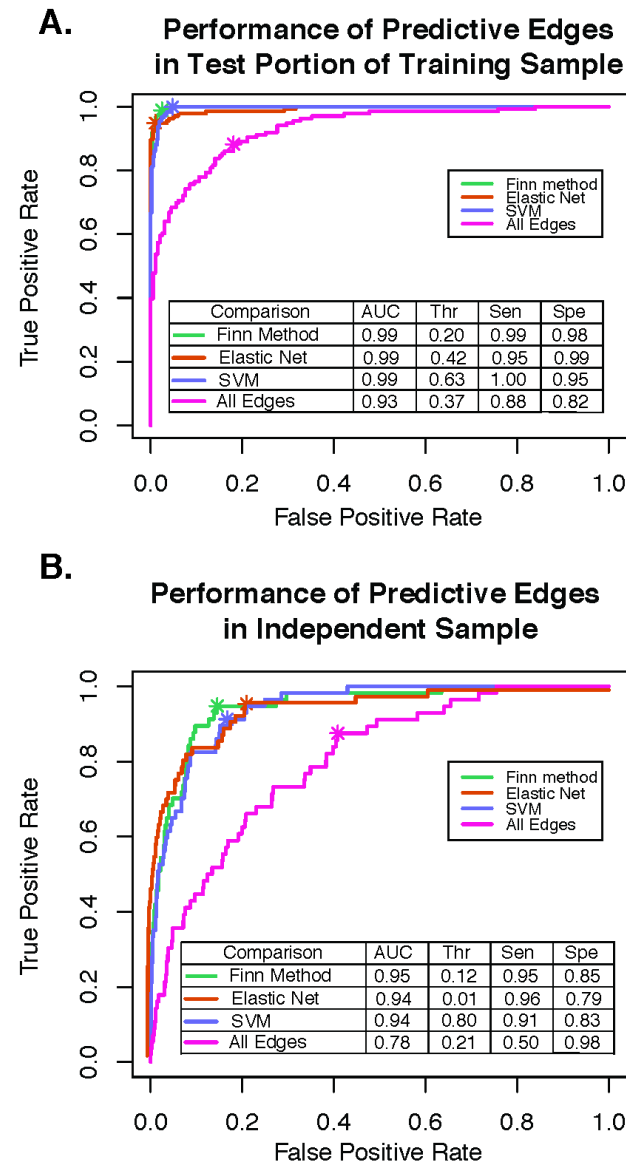 A.
Performance of Predictive Edges
in Test Portion of Training Sample
True Positive Rate
1.0
0.8
0.6
0.4
0.2
0.0
Finn method
Elastic Net
SVM
All Edges
Comparison AUC Thr Sen Spe
Finn Method 0.99 0.20 0.99 0.98
Elastic Net 0.99 0.42 0.95 0.99
SVM 0.99 0.63 1.00 0.95
All Edges 0.93 0.37 0.88 0.82
0.0 0.2 0.4 0.6 0.8 1.0
False Positive Rate
B.
Performance of Predictive Edges
in Independent Sample
True Positive Rate
1.0
0.8
0.6
0.4
0.2
0.0
Finn method
Elastic Net
SVM
All Edges
Comparison AUC Thr Sen Spe
Finn Method 0.95 0.12 0.95 0.85
Elastic Net 0.94 0.01 0.96 0.79
SVM 0.94 0.80 0.91 0.83
All Edges 0.78 0.21 0.50 0.98
0.0 0.2 0.4 0.6 0.8 1.0
False Positive Rate